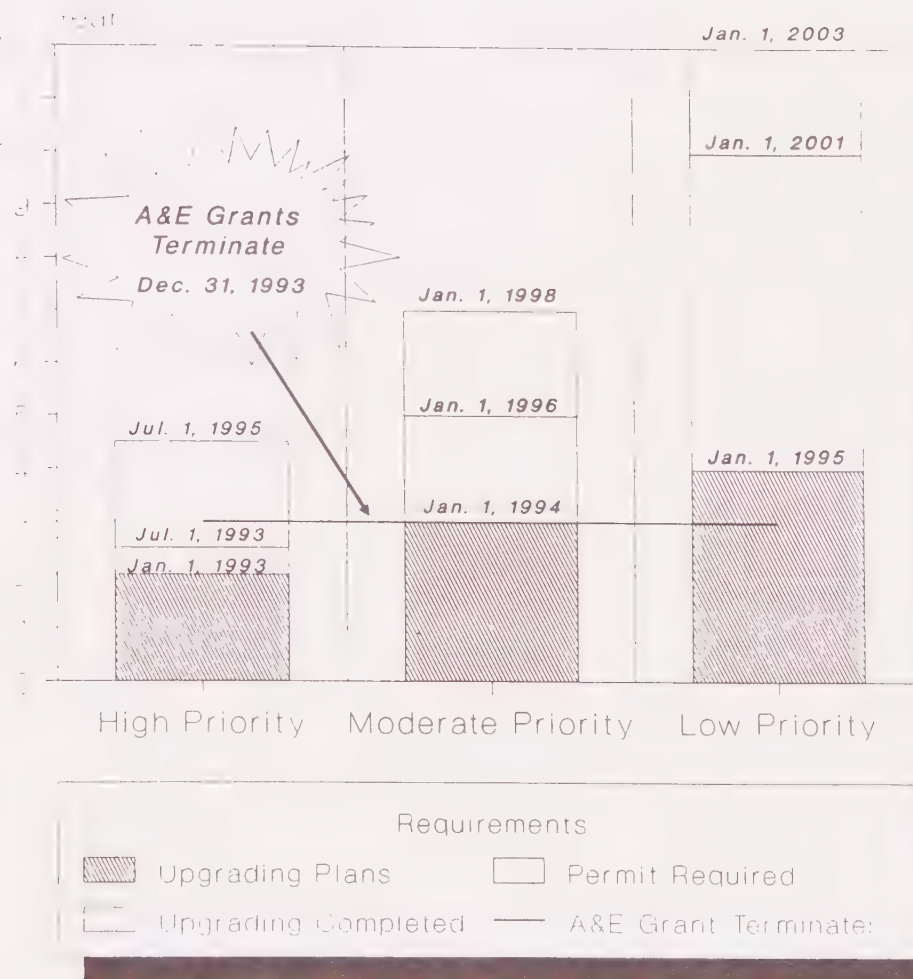 Jan. 1, 2003
Jan. 1, 2001
A&E Grants
Terminate
Dec. 31, 1993
Jan. 1, 1998
Jan. 1, 1996
Jul. 1, 1995
Jan. 1, 1995
Jan. 1, 1994
Jul. 1, 1993
Jan. 1, 1993
High Priority Moderate Priority Low Priority
Requirements
Upgrading Plans Permit Required
Upgrading Completed A&E Grant Terminate